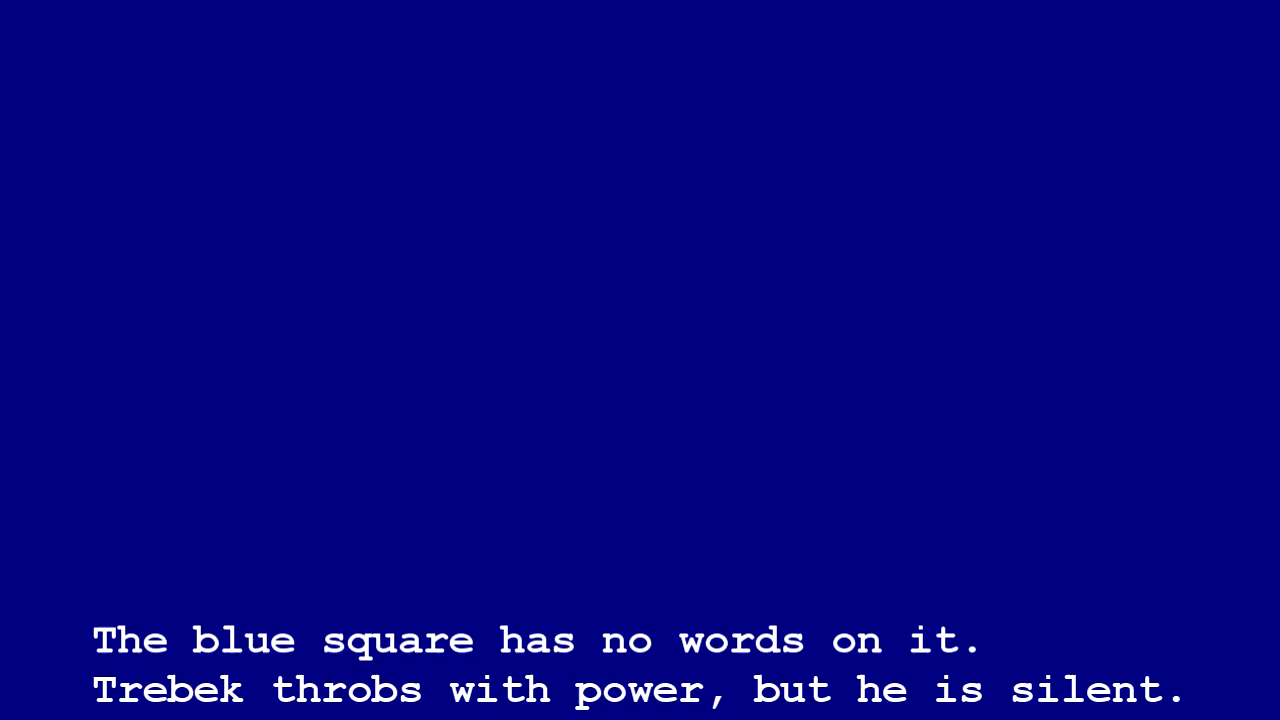 The blue square has no words on it.
Trebek throbs with power, but he is silent.